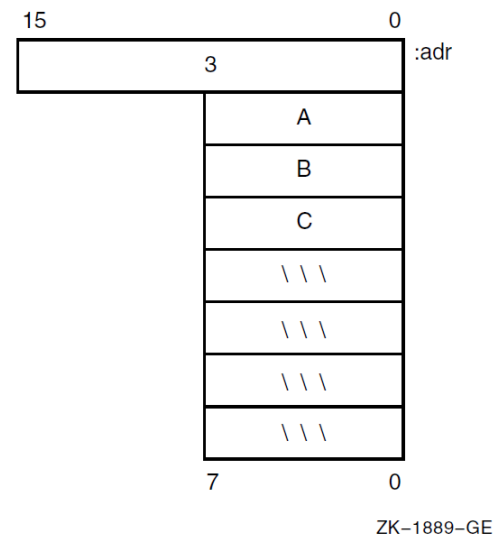 15 0
:adr
3
A
B
C
\ \ \
\ \ \
\ \ \
\ \ \
7 0
ZK–1889–GE